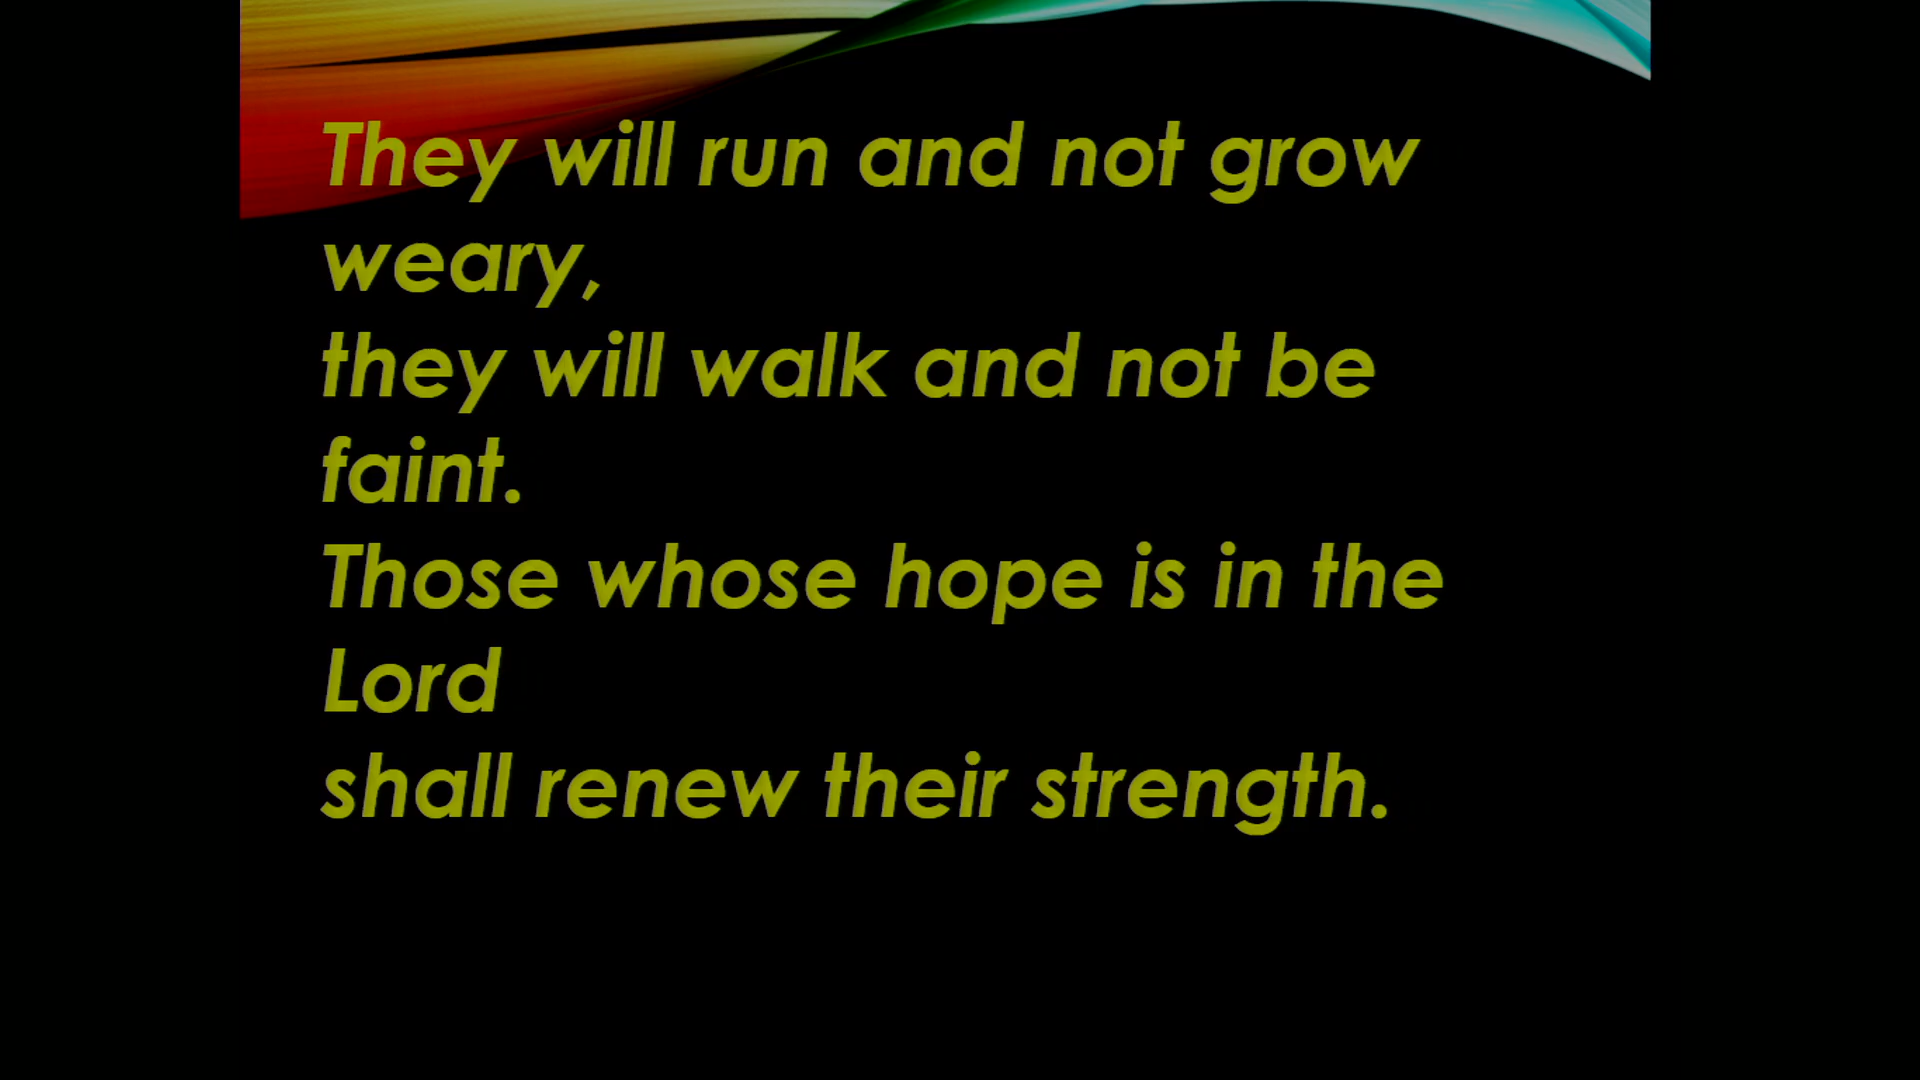 They will run and not grow
weary,
they will walk and not be
faint.
Those whose hope is in the
Lord
shall renew their strength.